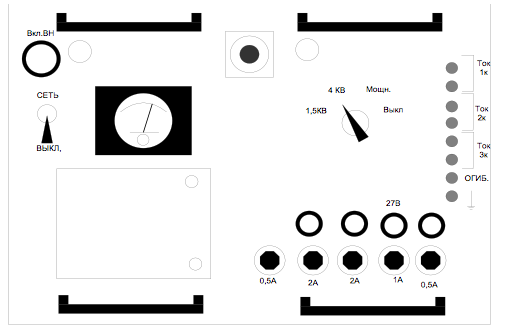 Вкл.ВН
СЕТЬ
ВЫКЛ,
4 КВ
Мощн.
1,5КВ
Выкл
Ток
1к
Ток
2к
Ток
3к
ОГИБ.
27В
0,5А
2А
2А
1А
0,5А